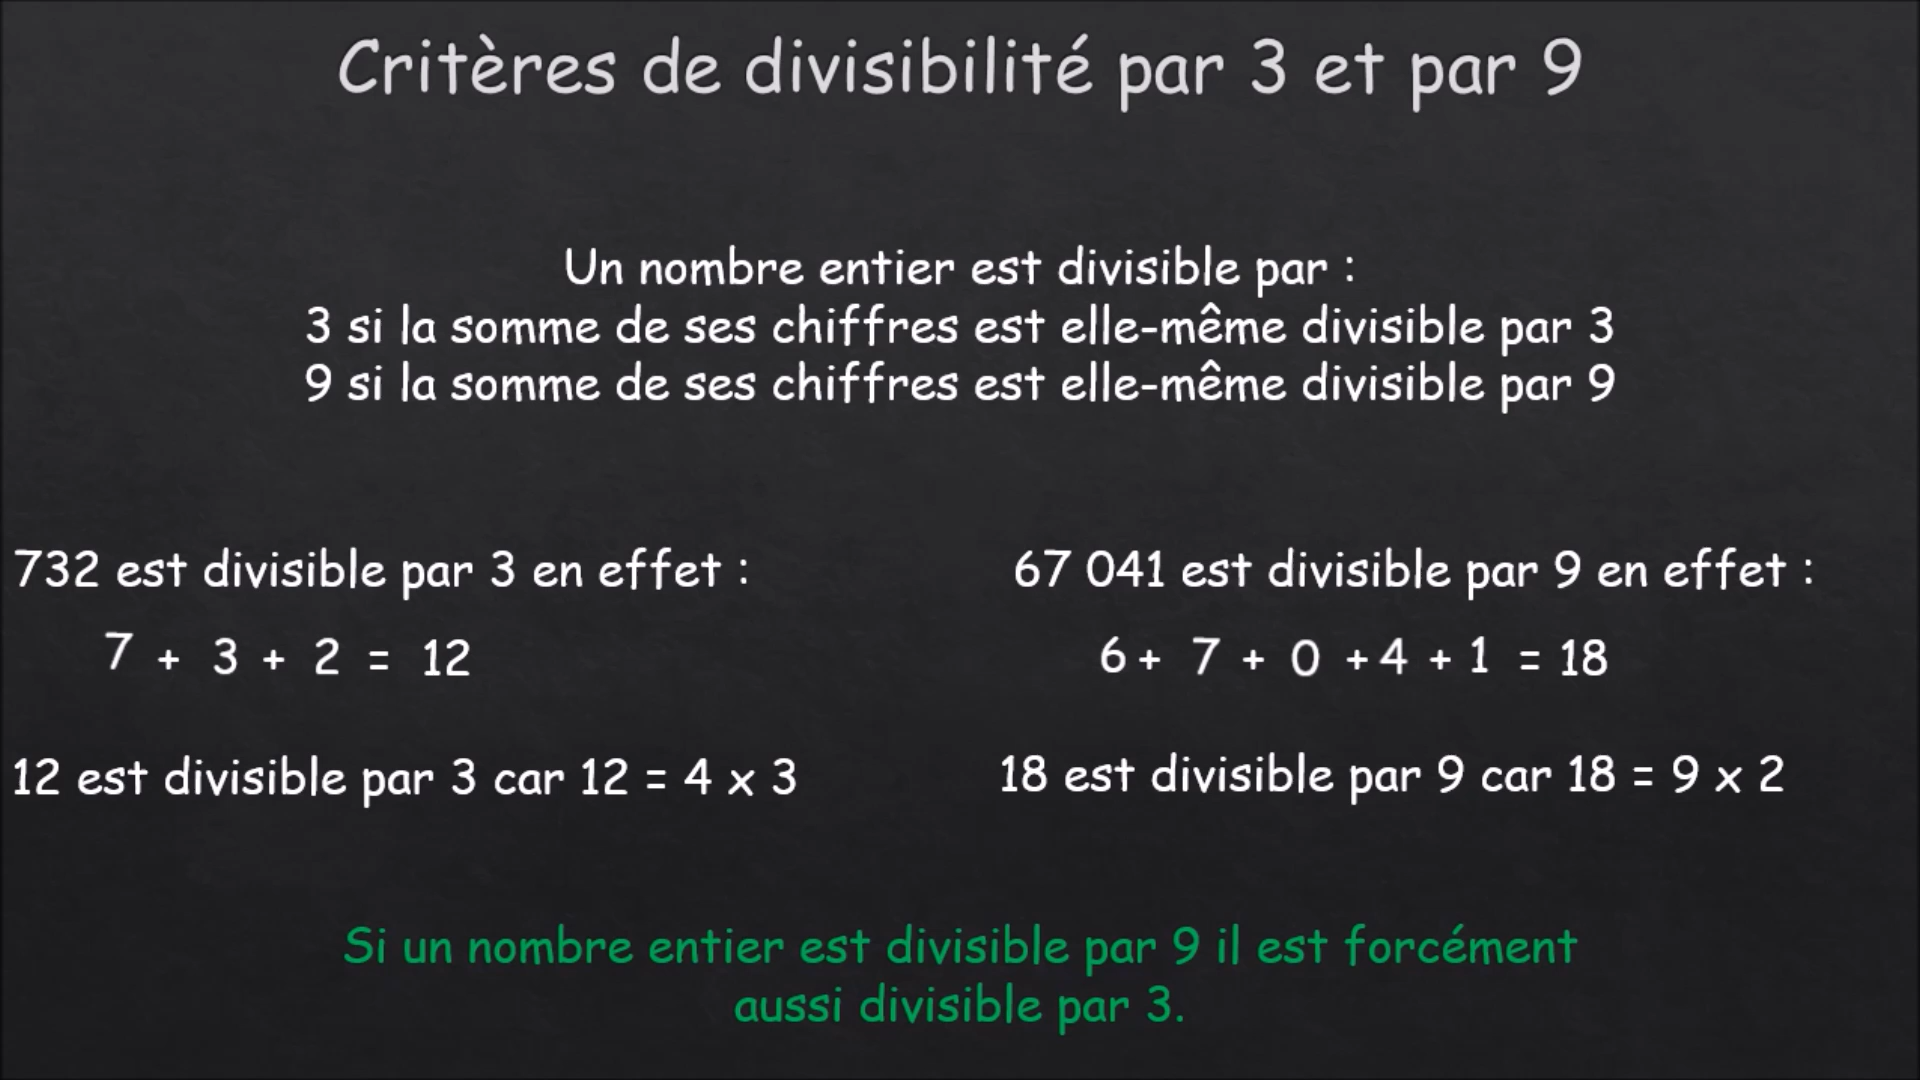 Critères de divisibilité par 3 et par 9
Un nombre entier est divisible par :
3 si la somme de ses chiffres est elle-même divisible par 3
9 si la somme de ses chiffres est elle-même divisible par 9
732 est divisible par 3 en effet :
7 + 3 + 2 = 12
12 est divisible par 3 car 12 = 4 x 3
67 041 est divisible par 9 en effet :
6 + 7 + 0 + 4 + 1 = 18
18 est divisible par 9 car 18 = 9 x 2
Si un nombre entier est divisible par 9 il est forcément
aussi divisible par 3.